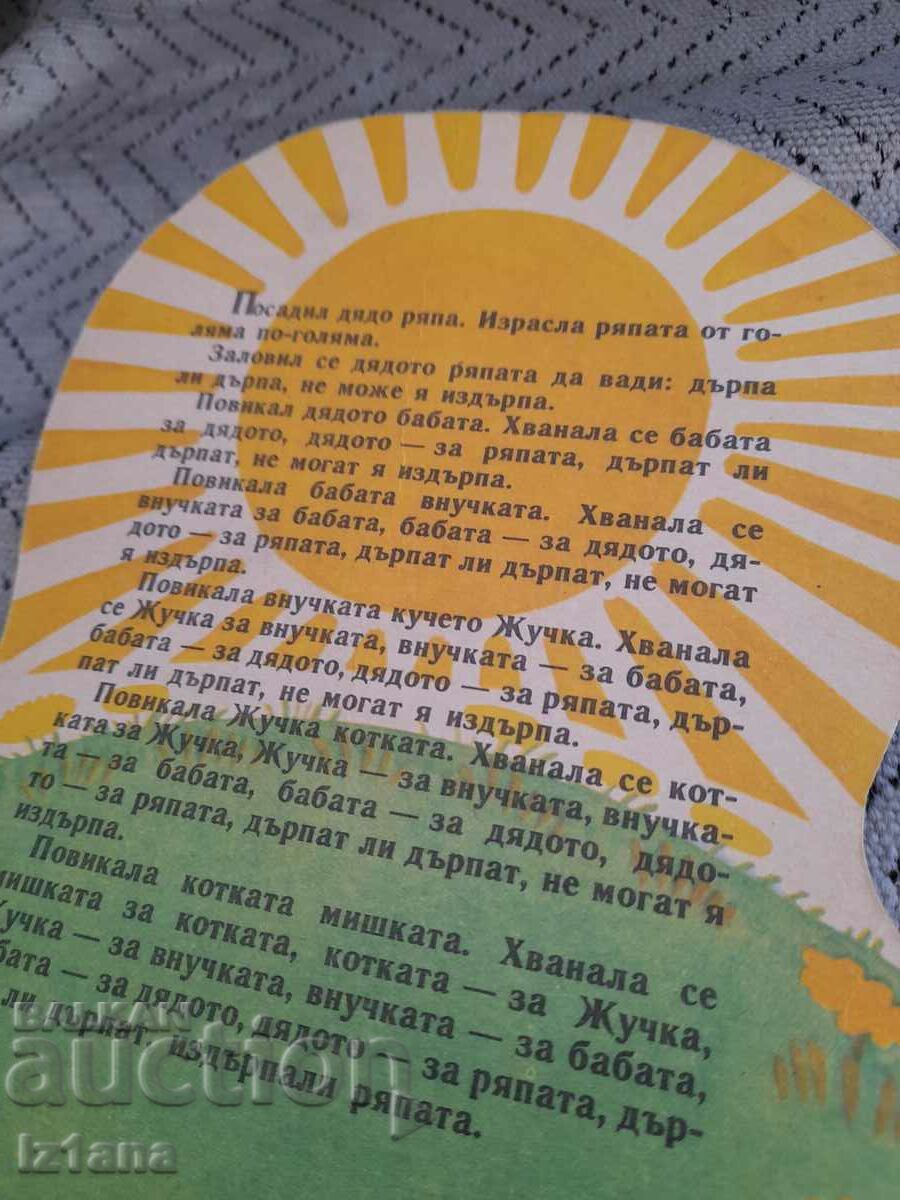 Посадил дядо ряпа. Израсла ряпата от го-
ляма по-голяма.
Заловил се дядото ряпата да вади: дърпа
ли дърпа, не може я издърпа.
Повикал дядото бабата. Хванала се бабата
за дядото, дядото — за ряпата, дърпат ли
дърпат, не могат я издърпа.
Повикала бабата внучката. Хванала се
внучката за бабата, бабата — за дядото, дя-
дото — за ряпата, дърпат ли дърпат, не могат
я издърпа.
Повикала внучката кучето Жучка. Хванала
се Жучка за внучката, внучката — за бабата,
бабата — за дядото, дядото — за ряпата, дър-
пат ли дърпат, не могат я издърпа.
Повикала Жучка котката. Хванала се кот-
ката за Жучка, Жучка — за внучката, внучка-
та — за бабата, бабата — за дядото, дядо-
то — за ряпата, дърпат ли дърпат, не могат я
издърпа.
Повикала котката мишката. Хванала се
мишката за котката, котката — за Жучка,
Жучка — за внучката, внучката — за бабата,
бата — за дядото, дядото — за ряпата, дър-
ли дърпат, издърпали ряпата.
BALKAN
auction
iz1ana